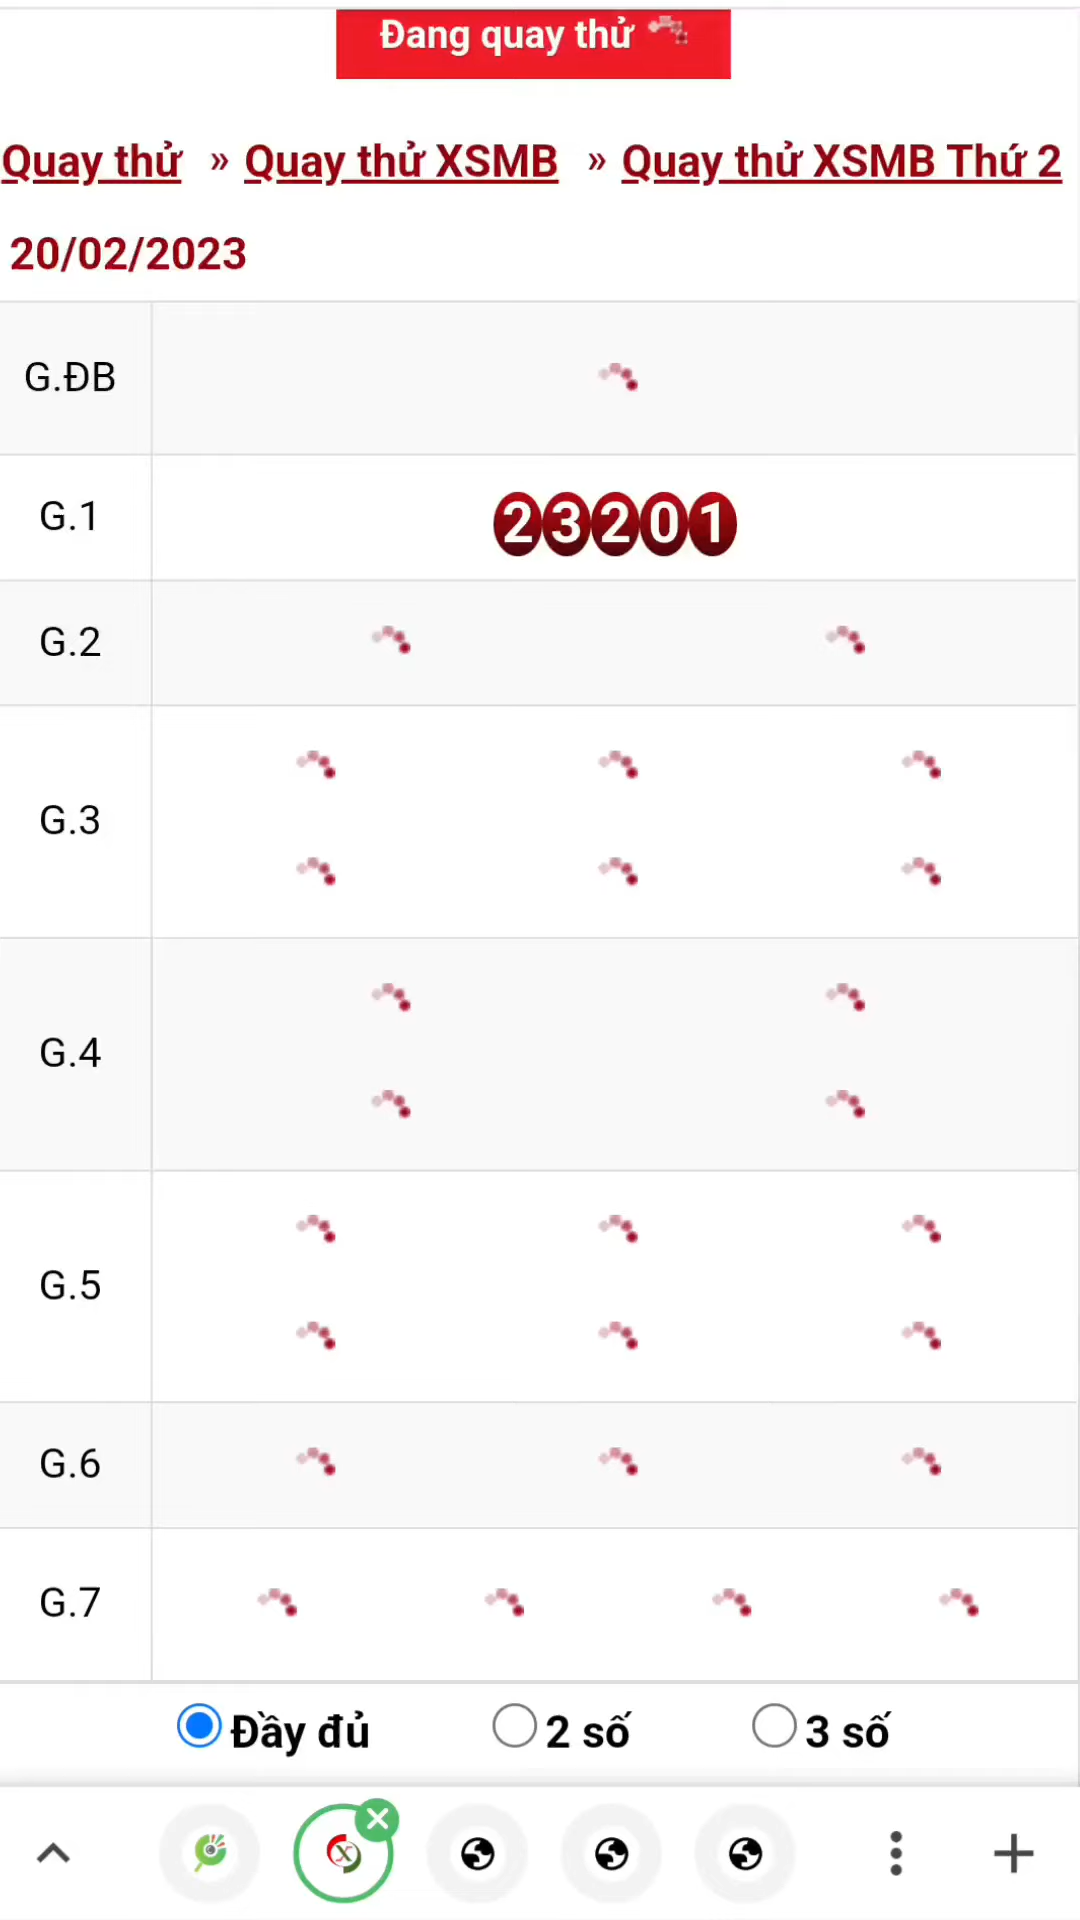 Đang quay thử
Quay thử » Quay thử XSMB » Quay thử XSMB Thứ 2
20/02/2023
G.ĐB
G.1 23201
G.2
G.3
G.4
G.5
G.6
G.7
Đầy đủ 2 số 3 số